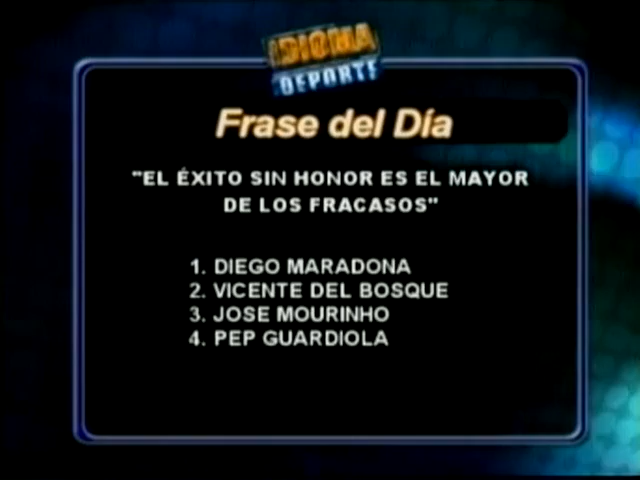 IDIOMA
DEPORTE
Frase del Día
"EL ÉXITO SIN HONOR ES EL MAYOR
DE LOS FRACASOS"
1. DIEGO MARADONA
2. VICENTE DEL BOSQUE
3. JOSE MOURINHO
4. PEP GUARDIOLA